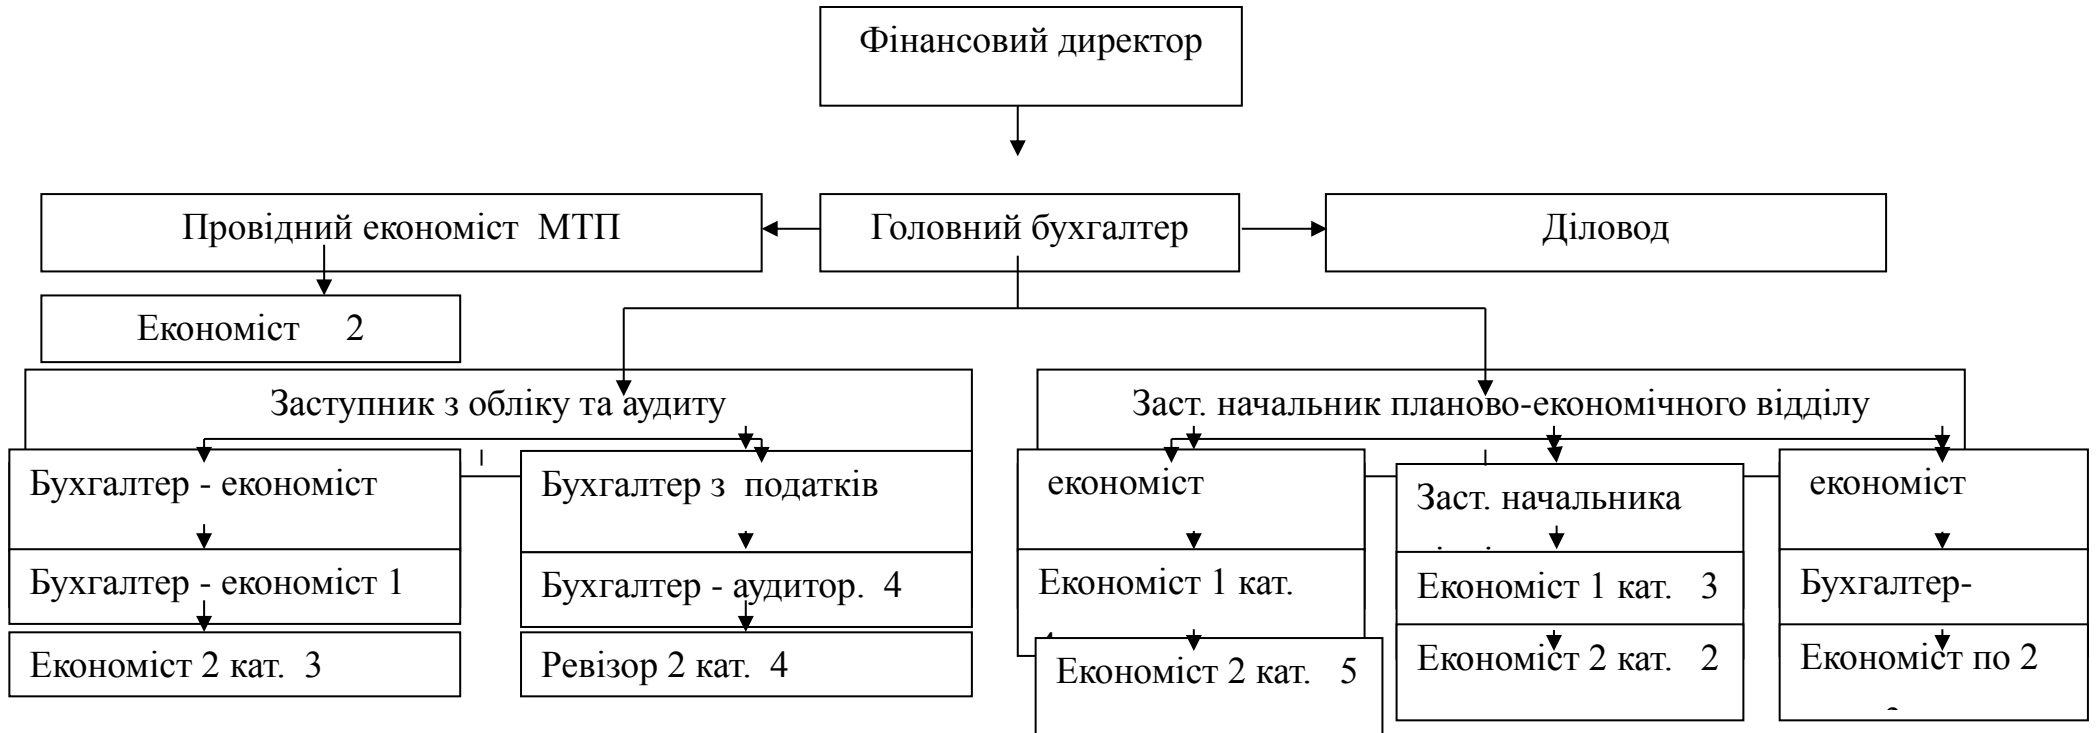 Фінансовий директор
Провідний економіст МТП
Головний бухгалтер
Діловод
Економіст 2
Заступник з обліку та аудиту
Заст. начальник планово-економічного відділу
Бухгалтер - економіст
Бухгалтер з податків
економіст
Заст. начальника
економіст
Бухгалтер - економіст 1
Бухгалтер - аудитор. 4
Економіст 1 кат.
Економіст 1 кат. 3
Бухгалтер-
Економіст 2 кат. 3
Ревізор 2 кат. 4
Економіст 2 кат. 5
Економіст 2 кат. 2
Економіст по 2